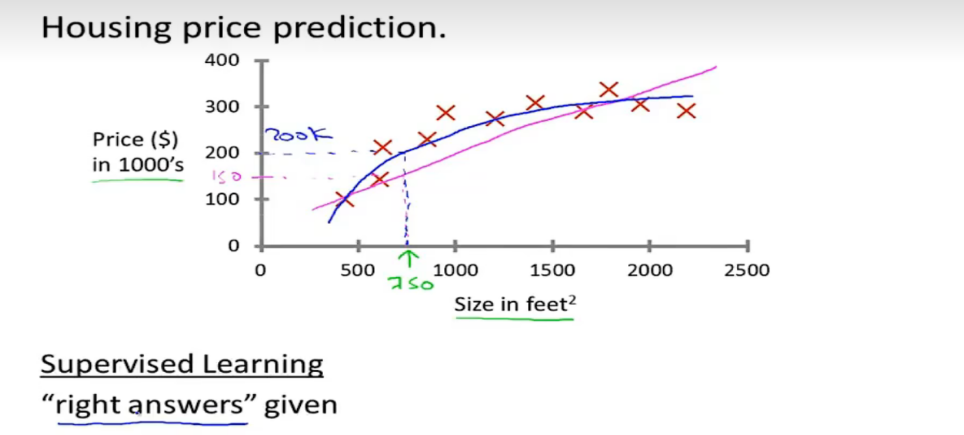 Housing price prediction.
400
300
200k
Price ($)
in 1000's
200
150
100
0
0
500
750
1000
1500
2000
2500
Size in feet²
Supervised Learning
“right answers” given